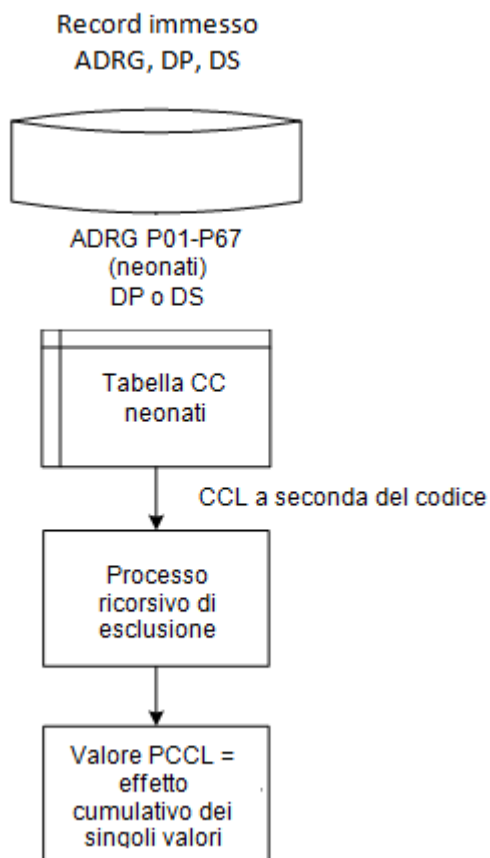 Record immesso
ADRG, DP, DS
ADRG P01-P67
(neonati)
DP o DS
Tabella CC
neonati
CCL a seconda del codice
Processo
ricorsivo di
esclusione
Valore PCCL =
effetto
cumulativo dei
singoli valori